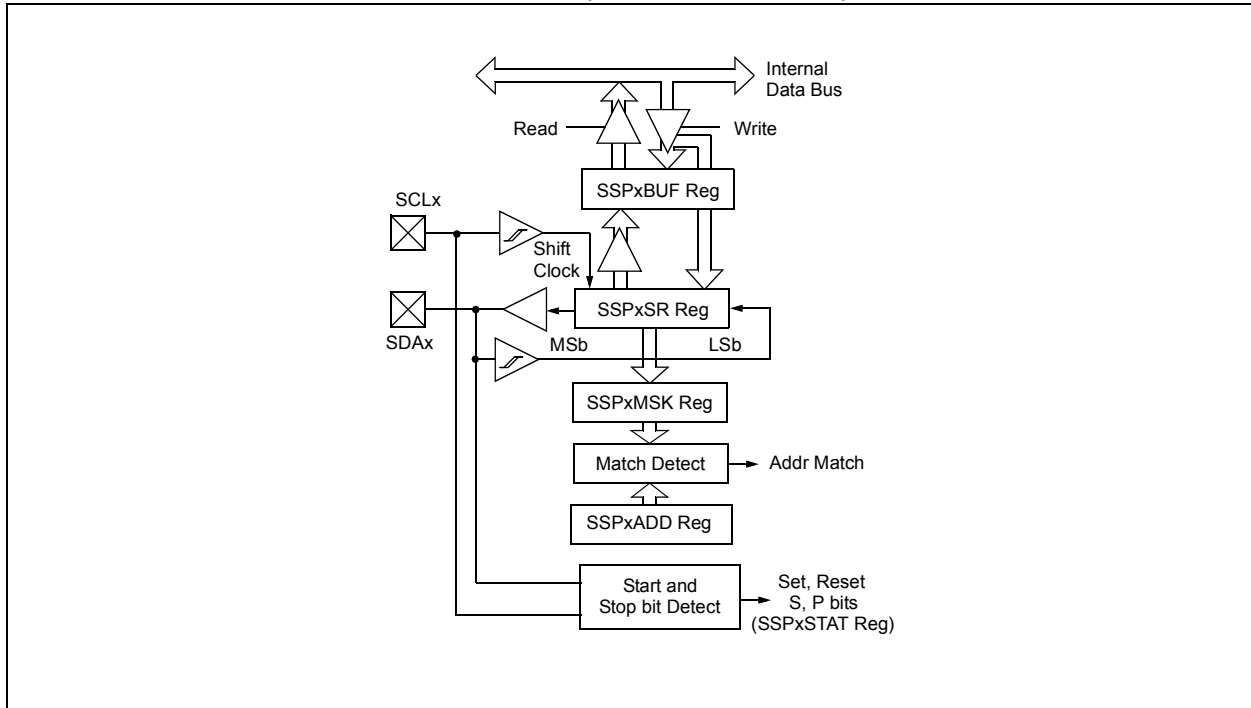 Internal
Data Bus
Read
Write
SSPxBUF Reg
SCLx
Shift
Clock
SSPxSR Reg
SDAx
MSb
LSb
SSPxMSK Reg
Match Detect
Addr Match
SSPxADD Reg
Start and
Stop bit Detect
Set, Reset
S, P bits
(SSPxSTAT Reg)